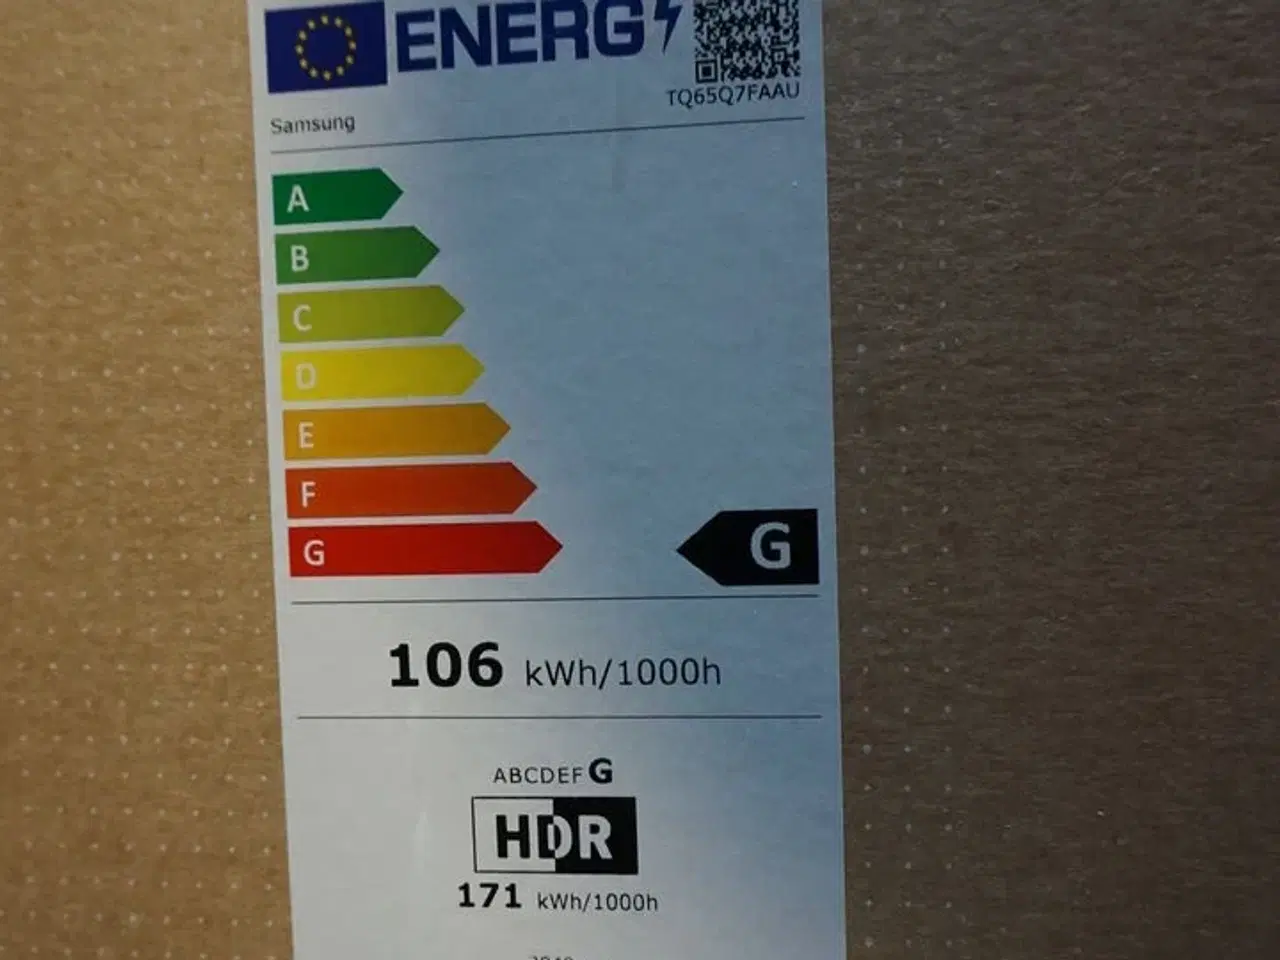 ENERG
TQ65Q7FAAU
Samsung
A
B
C
D
E
F
G
G
106 kWh/1000h
ABCDEFG
HDR
171 kWh/1000h